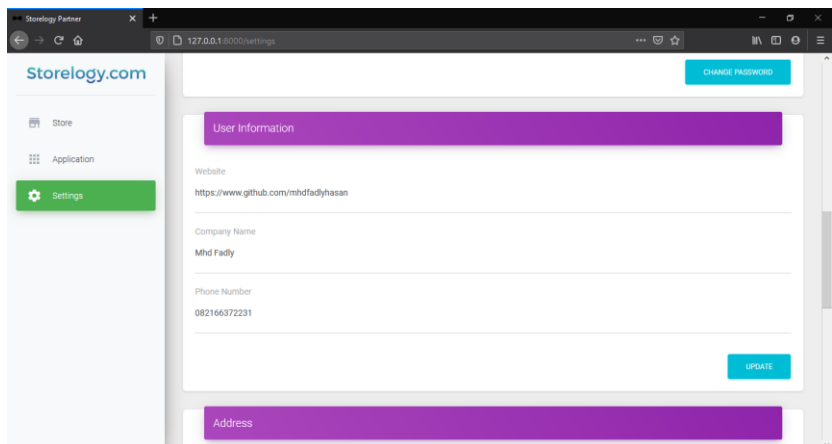 Storelogy Partner
127.0.0.1:8000/settings
Storelogy.com
CHANGE PASSWORD
Store
Application
Settings
User Information
Website
https://www.github.com/mhdfadlyhasan
Company Name
Mhd Fadly
Phone Number
082166372231
UPDATE
Address